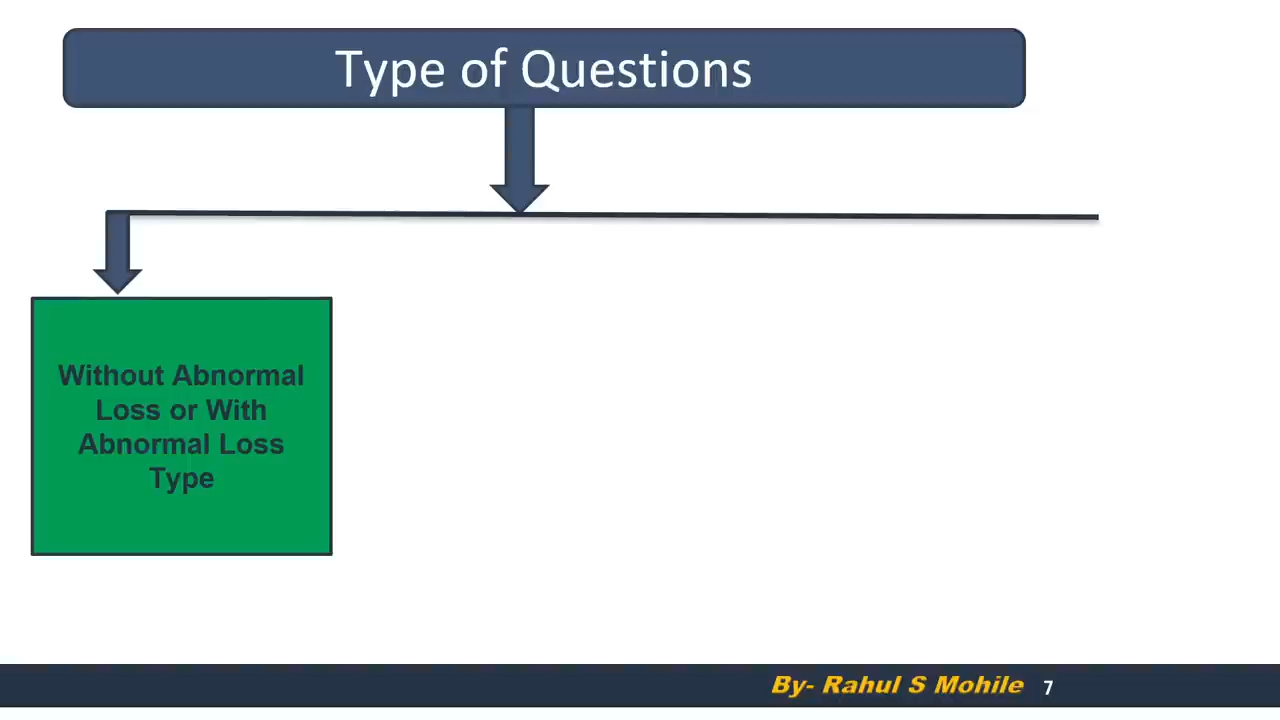 Type of Questions
Without Abnormal
Loss or With
Abnormal Loss
Type
By- Rahul S Mohile 7